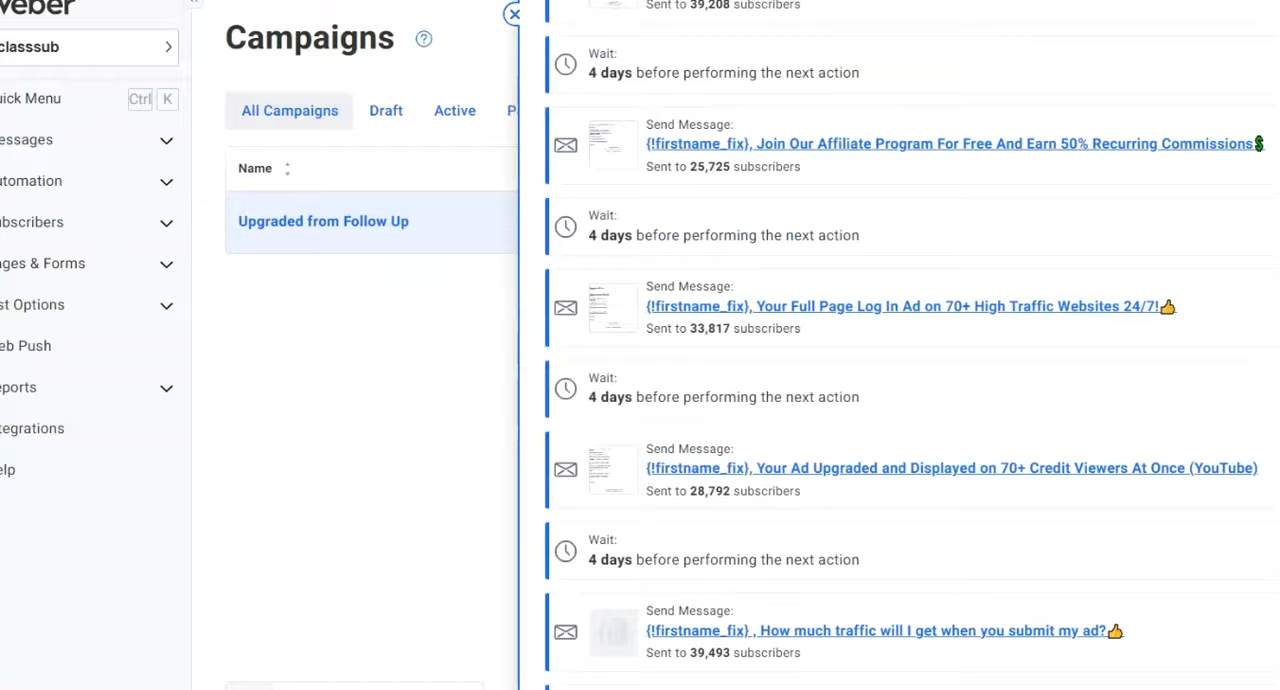 weber
classsub
uick Menu Ctrl K
essages
utomation
ubscribers
ges & Forms
st Options
eb Push
eports
tegrations
elp
Campaigns ?
All Campaigns Draft Active P
Name
Upgraded from Follow Up
Sent to 39,208 subscribers
Wait:
4 days before performing the next action
Send Message:
{!firstname_fix}, Join Our Affiliate Program For Free And Earn 50% Recurring Commissions💲
Sent to 25,725 subscribers
Wait:
4 days before performing the next action
Send Message:
{!firstname_fix}, Your Full Page Log In Ad on 70+ High Traffic Websites 24/7!👍
Sent to 33,817 subscribers
Wait:
4 days before performing the next action
Send Message:
{!firstname_fix}, Your Ad Upgraded and Displayed on 70+ Credit Viewers At Once (YouTube)
Sent to 28,792 subscribers
Wait:
4 days before performing the next action
Send Message:
{!firstname_fix} , How much traffic will I get when you submit my ad?👍
Sent to 39,493 subscribers